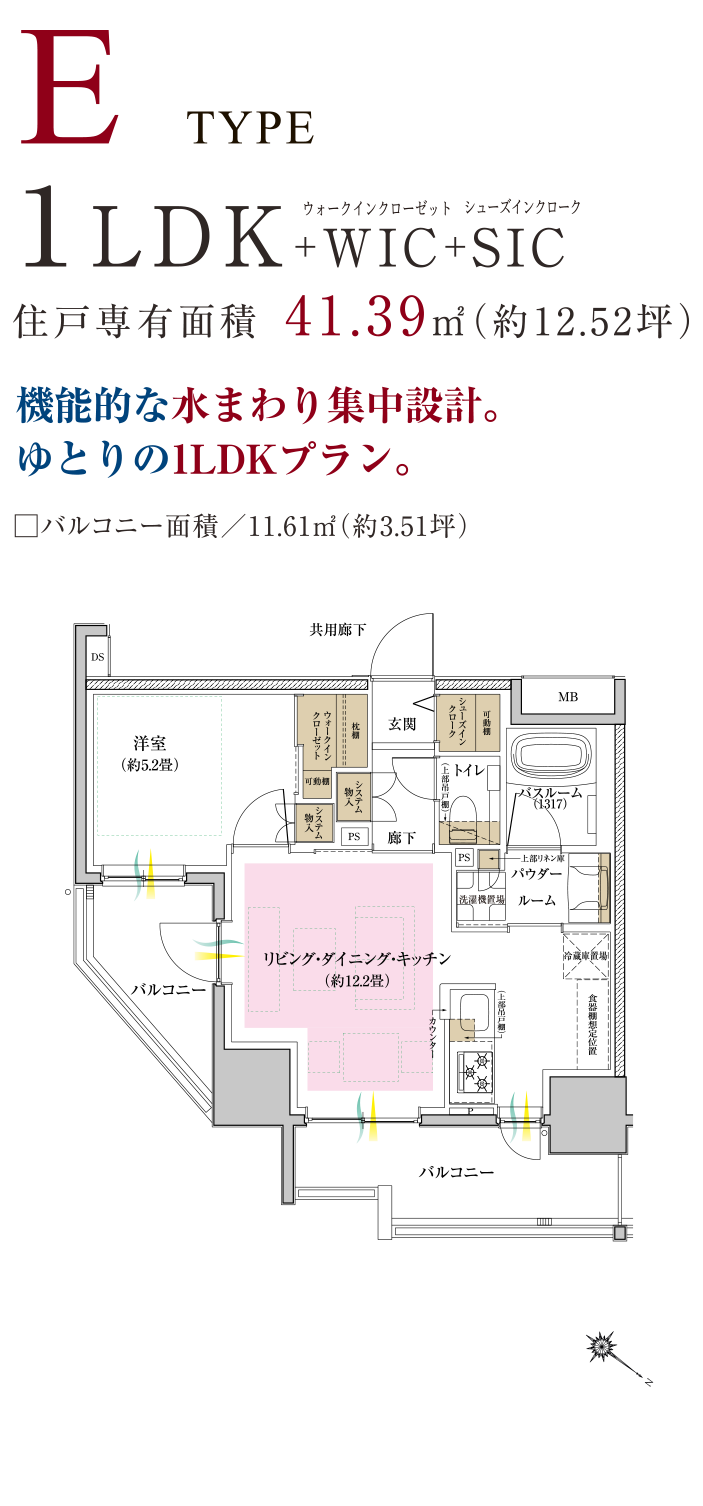 E TYPE
ウォークインクローゼット シューズインクローク
1LDK+WIC+SIC
住戸専有面積 41.39㎡(約12.52坪)
機能的な水まわり集中設計。
ゆとりの1LDKプラン。
□バルコニー面積／11.61㎡(約3.51坪)
共用廊下
DS
MB
玄関
シューズイン
クローク
可動棚
ウォークイン
クローゼット
枕棚
洋室
(約5.2畳)
可動棚
システム
物入
システム
物入
(上部吊戸棚)
トイレ
バスルーム
(1317)
PS
廊下
PS
上部リネン庫
パウダー
ルーム
洗濯機置場
リビング・ダイニング・キッチン
(約12.2畳)
冷蔵庫置場
バルコニー
カウンター
(上部吊戸棚)
食器棚想定位置
P
バルコニー
N